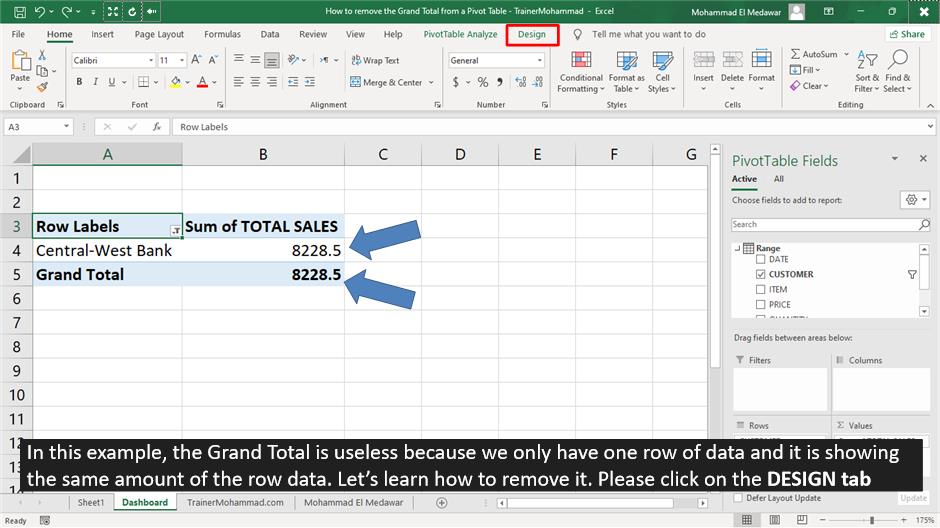 How to remove the Grand Total from a Pivot Table - TrainerMohammad - Excel
Mohammad El Medawar
File Home Insert Page Layout Formulas Data Review View Help PivotTable Analyze Design Tell me what you want to do Share
Paste
Calibri 11 A A
Wrap Text
General
AutoSum
B I U A
Merge & Center
$ % ,
Conditional Formatting
Format as Table
Cell Styles
Insert Delete Format
Fill
Clear
Sort & Filter
Find & Select
Clipboard Font Alignment Number Styles Cells Editing
A3 fx Row Labels
A B C D E F G
1
2
3 Row Labels Sum of TOTAL SALES
4 Central-West Bank 8228.5
5 Grand Total 8228.5
6
7
8
9
10
11
12
PivotTable Fields
Active All
Choose fields to add to report:
Search
Range
DATE
CUSTOMER
ITEM
PRICE
Drag fields between areas below:
Filters Columns
Rows Values
In this example, the Grand Total is useless because we only have one row of data and it is showing
the same amount of the row data. Let's learn how to remove it. Please click on the DESIGN tab
Sheet1 Dashboard TrainerMohammad.com Mohammad El Medawar
Defer Layout Update Update
Ready 175%